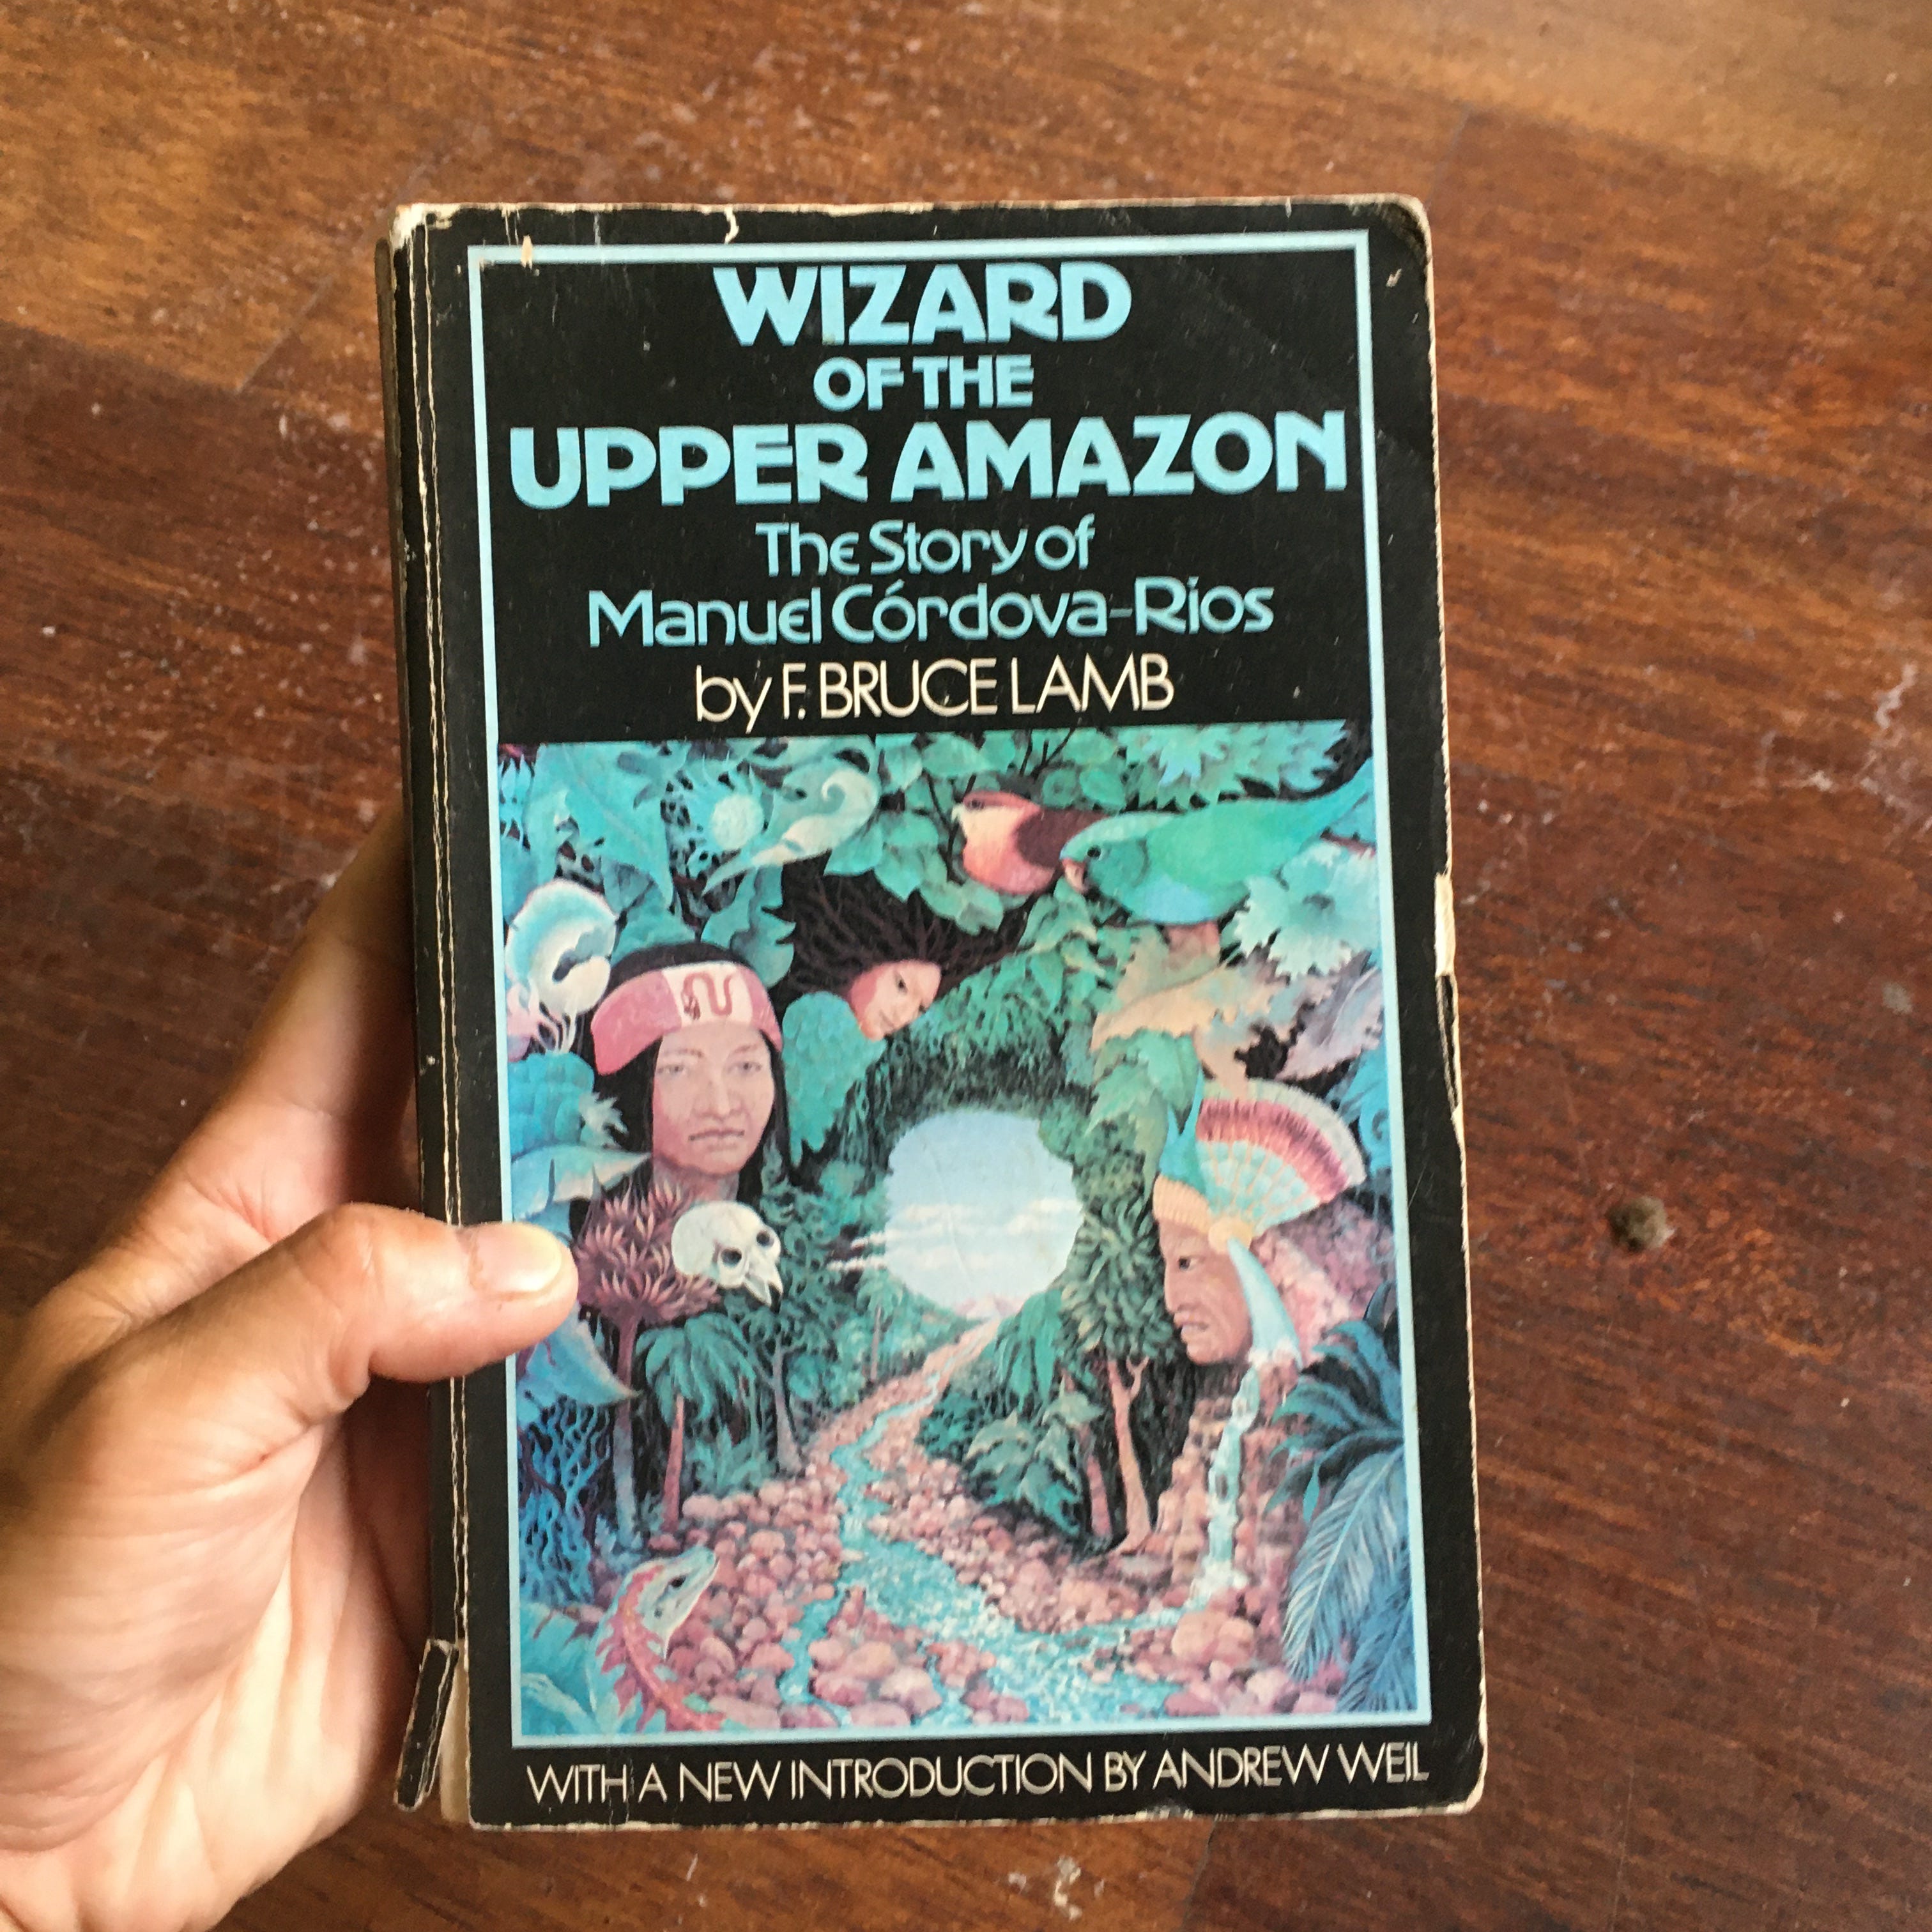 WIZARD
OF THE
UPPER AMAZON
The Story of
Manuel Córdova-Ríos
by F. BRUCE LAMB
WITH A NEW INTRODUCTION BY ANDREW WEIL